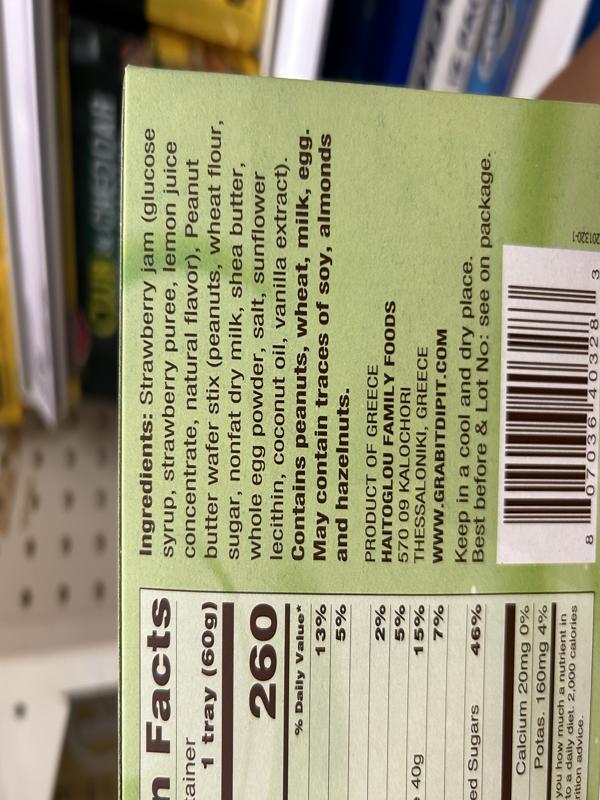 Ingredients: Strawberry jam (glucose
syrup, strawberry puree, lemon juice
concentrate, natural flavor), Peanut
butter wafer stix (peanuts, wheat flour,
sugar, nonfat dry milk, shea butter,
whole egg powder, salt, sunflower
lecithin, coconut oil, vanilla extract).
Contains peanuts, wheat, milk, egg.
May contain traces of soy, almonds
and hazelnuts.
PRODUCT OF GREECE
HAITOGLOU FAMILY FOODS
570 09 KALOCHORI
THESSALONIKI, GREECE
WWW.GRABITDIPIT.COM
Keep in a cool and dry place.
Best before & Lot No: see on package.
201320-1
8 07036140328 3
Facts
1 tray (60g)
260
% Daily Value*
13%
5%
2%
5%
40g 15%
7%
Sugars 46%
Calcium 20mg 0%
Potas. 160mg 4%
you how much a nutrient in
to a daily diet. 2,000 calories
advice.